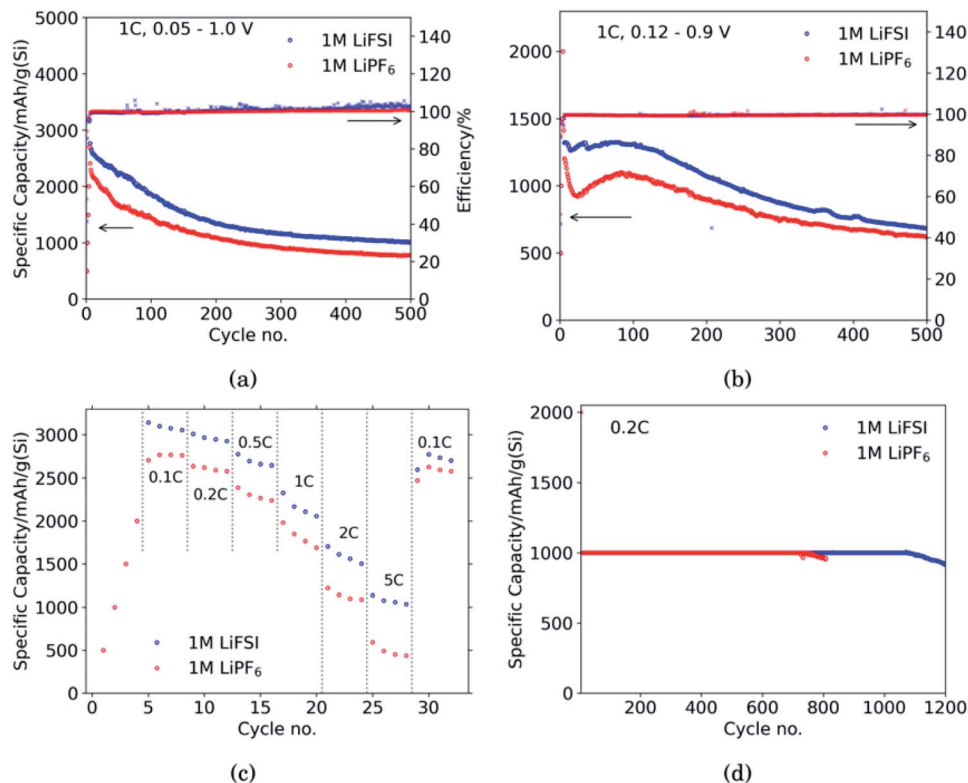 1C, 0.05 - 1.0 V
1M LiFSI
1M LiPF₆
Specific Capacity/mAh/g(Si)
5000
4000
3000
2000
1000
0
Efficiency/%
140
120
100
80
60
40
20
0
0 100 200 300 400 500
Cycle no.
(a)
1C, 0.12 - 0.9 V
1M LiFSI
1M LiPF₆
2000
1500
1000
500
0
140
120
100
80
60
40
20
0
0 100 200 300 400 500
(b)
Specific Capacity/mAh/g(Si)
3000
2500
2000
1500
1000
500
0
0.1C
0.2C
0.5C
1C
2C
5C
0.1C
1M LiFSI
1M LiPF₆
0 5 10 15 20 25 30
Cycle no.
(c)
Specific Capacity/mAh/g(Si)
2000
1500
1000
500
0
0.2C
1M LiFSI
1M LiPF₆
200 400 600 800 1000 1200
Cycle no.
(d)